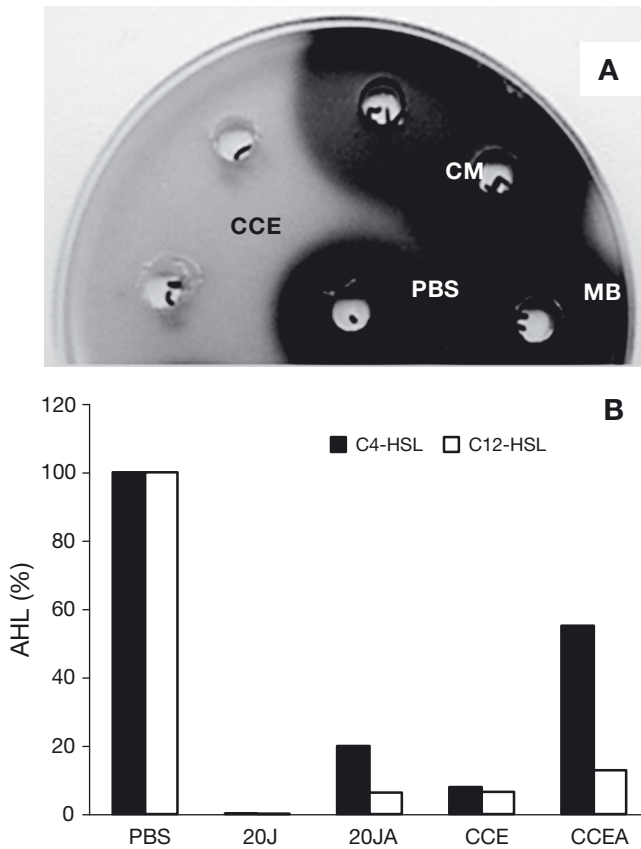 A
CM
CCE
PBS
MB
B
120
C4-HSL C12-HSL
100
80
60
40
20
0
AHL (%)
PBS 20J 20JA CCE CCEA